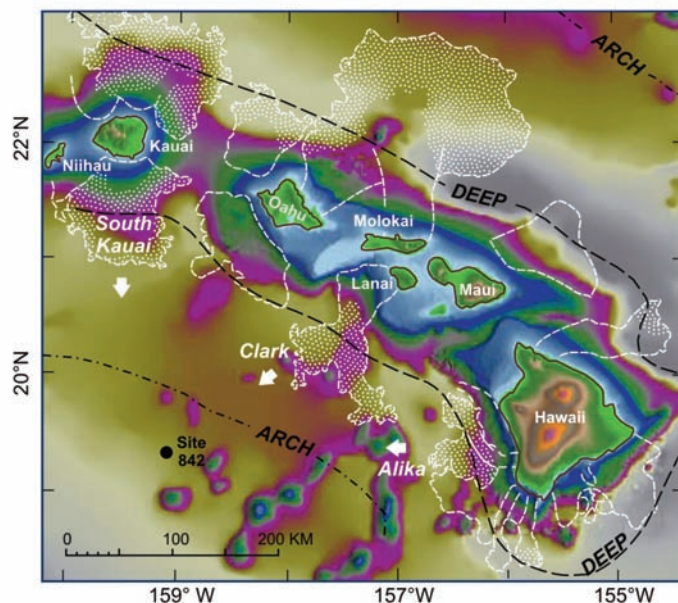 ARCH
22°N
Niihau
Kauai
DEEP
Oahu
Molokai
South
Kauai
Lanai
Maui
20°N
Clark
Hawaii
ARCH
Site
842
Alika
0
100
200 KM
DEEP
159° W
157°W
155°W